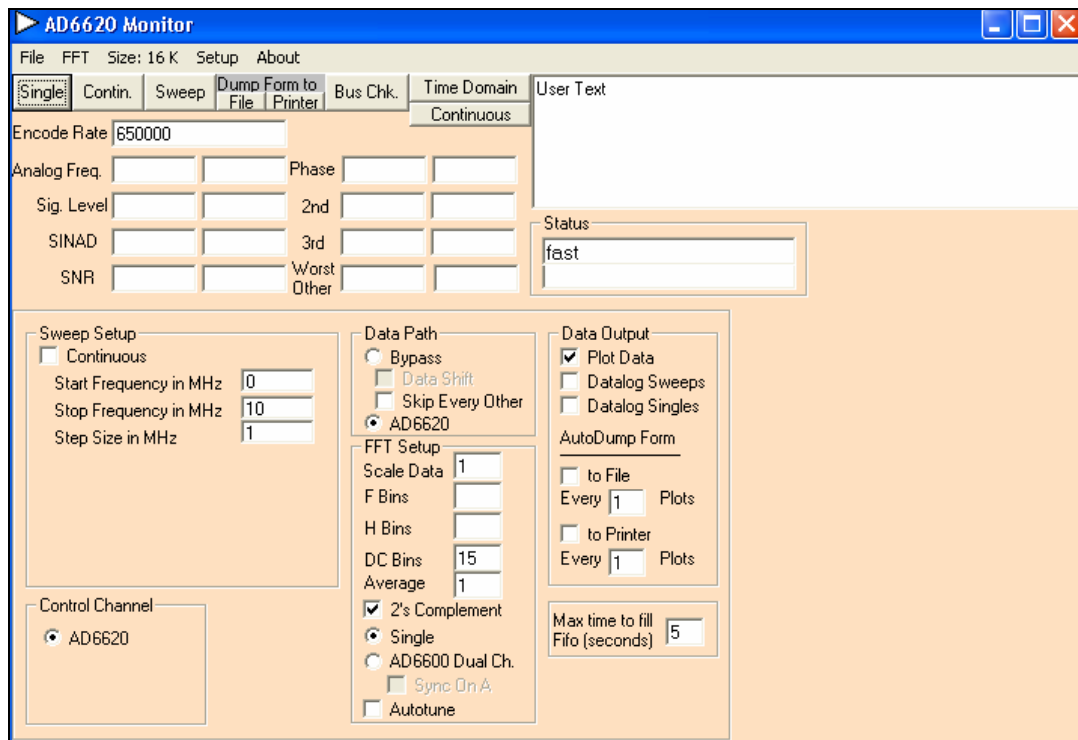 AD6620 Monitor
File FFT Size: 16 K Setup About
Single Contin. Sweep Dump Form to File Printer Bus Chk. Time Domain Continuous
User Text
Encode Rate 650000
Analog Freq. Phase
Sig. Level 2nd
SINAD 3rd
SNR Worst Other
Status
fast
Sweep Setup
Continuous
Start Frequency in MHz 0
Stop Frequency in MHz 10
Step Size in MHz 1
Control Channel
AD6620
Data Path
Bypass
Data Shift
Skip Every Other
AD6620
FFT Setup
Scale Data 1
F Bins
H Bins
DC Bins 15
Average 1
2's Complement
Single
AD6600 Dual Ch.
Sync On A
Autotune
Data Output
Plot Data
Datalog Sweeps
Datalog Singles
AutoDump Form
to File
Every 1 Plots
to Printer
Every 1 Plots
Max time to fill
Fifo (seconds) 5